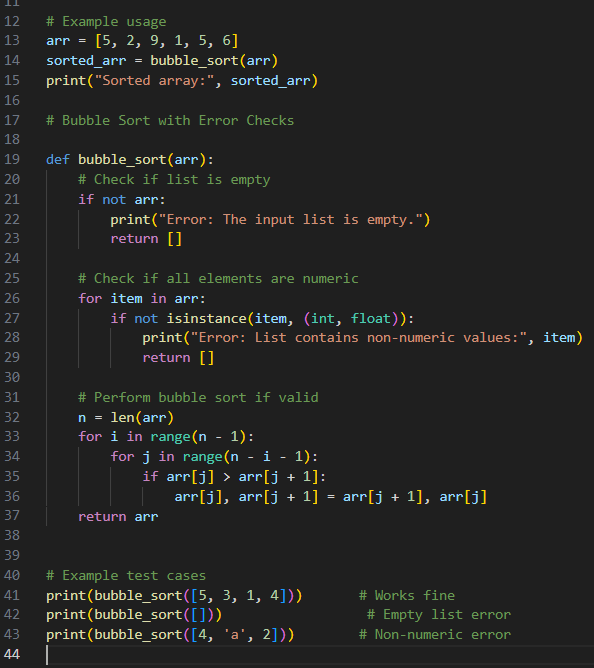 11
12 # Example usage
13 arr = [5, 2, 9, 1, 5, 6]
14 sorted_arr = bubble_sort(arr)
15 print("Sorted array:", sorted_arr)
16
17 # Bubble Sort with Error Checks
18
19 def bubble_sort(arr):
20     # Check if list is empty
21     if not arr:
22         print("Error: The input list is empty.")
23         return []
24
25     # Check if all elements are numeric
26     for item in arr:
27         if not isinstance(item, (int, float)):
28             print("Error: List contains non-numeric values:", item)
29             return []
30
31     # Perform bubble sort if valid
32     n = len(arr)
33     for i in range(n - 1):
34         for j in range(n - i - 1):
35             if arr[j] > arr[j + 1]:
36                 arr[j], arr[j + 1] = arr[j + 1], arr[j]
37     return arr
38
39
40 # Example test cases
41 print(bubble_sort([5, 3, 1, 4]))       # Works fine
42 print(bubble_sort([]))                  # Empty list error
43 print(bubble_sort([4, 'a', 2]))        # Non-numeric error
44